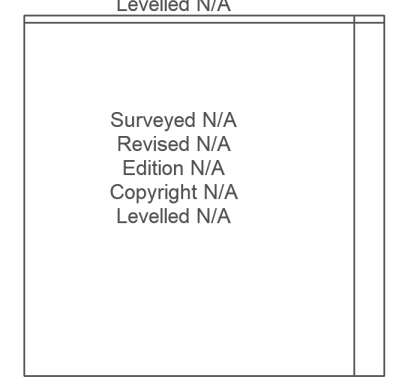 Levelled N/A
Surveyed N/A
Revised N/A
Edition N/A
Copyright N/A
Levelled N/A